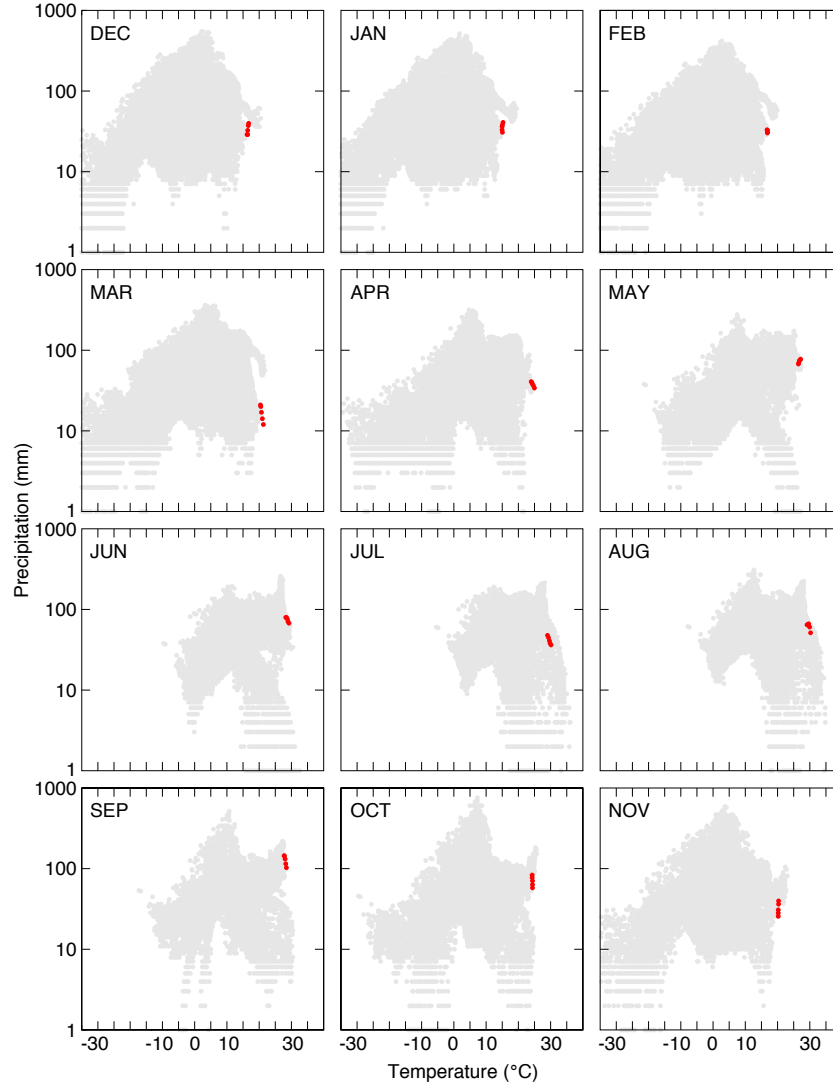 1000
DEC
JAN
FEB
100
10
1
1000
MAR
APR
MAY
100
10
1
Precipitation (mm)
1000
JUN
JUL
AUG
100
10
1
1000
SEP
OCT
NOV
100
10
1
-30 -10 0 10 30 -30 -10 0 10 30 -30 -10 0 10 30
Temperature (°C)